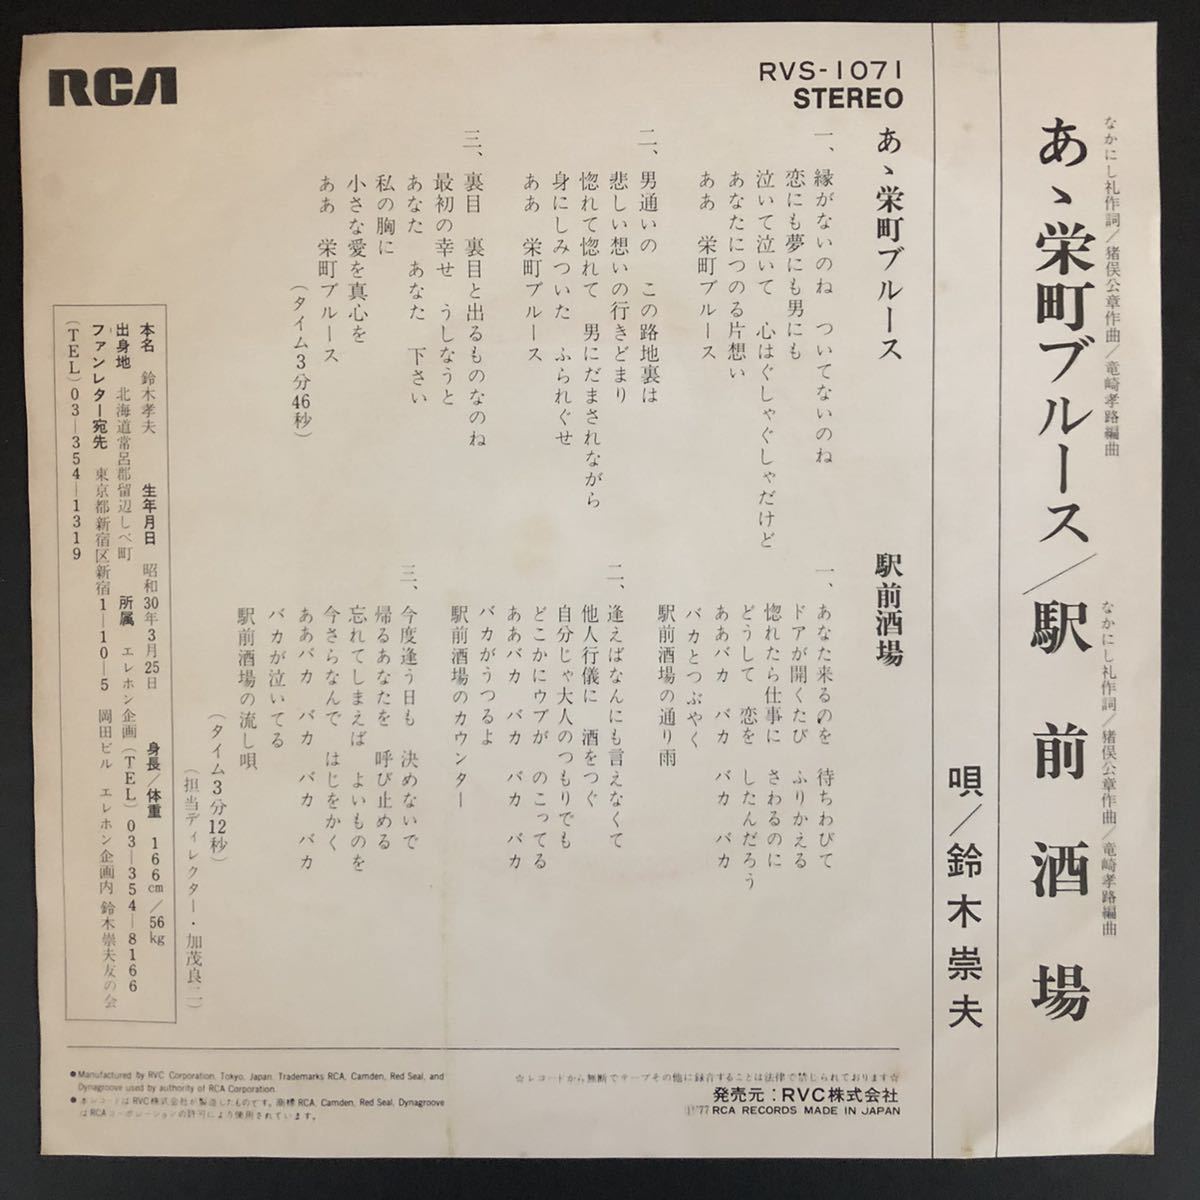 RCA
RVS-1071
STEREO
なかにし礼作詞/猪俣公章作曲/竜崎孝路編曲
あゝ栄町ブルース/駅前酒場
なかにし礼作詞/猪俣公章作曲/竜崎孝路編曲
唄/鈴木崇夫
あゝ栄町ブルース
一、縁がないのね ついてないのね
恋にも夢にも男にも
泣いて泣いて 心はぐしゃぐしゃだけど
あなたにつのる片想い
ああ 栄町ブルース
二、男通いの この路地裏は
悲しい想いの行きどまり
惚れて惚れて 男にだまされながら
身にしみついた ふられぐせ
ああ 栄町ブルース
三、裏目 裏目と出るものなのね
最初の幸せ うしなうと
あなた あなた 下さい
私の胸に
小さな愛を真心を
ああ 栄町ブルース
(タイム3分46秒)
駅前酒場
一、あなた来るのを 待ちわびて
ドアが開くたび ふりかえる
惚れたら仕事に さわるのに
どうして 恋を したんだろう
ああバカ バカ バカ バカ
バカとつぶやく
駅前酒場の通り雨
二、逢えばなんにも言えなくて
他人行儀に 酒をつぐ
自分じゃ大人のつもりでも
どこかにウブが のこってる
ああバカ バカ バカ バカ
バカがうつるよ
駅前酒場のカウンター
三、今度逢う日も 決めないで
帰るあなたを 呼び止める
忘れてしまえば よいものを
今さらなんで はじをかく
ああバカ バカ バカ バカ
バカが泣いてる
駅前酒場の流し唄
(タイム3分12秒)
(担当ディレクター・加茂良二)
本名 鈴木孝夫 生年月日 昭和30年3月25日 身長/体重 166cm/56kg
出身地 北海道常呂郡留辺しべ町 所属 エレホン企画(TEL)03-354-8166
ファンレター宛先 東京都新宿区新宿1-10-5 岡田ビル エレホン企画内 鈴木崇夫友の会
(TEL)03-354-1319
●Manufactured by RVC Corporation, Tokyo, Japan. Trademarks RCA, Camden, Red Seal, and
Dynagroove used by authority of RCA Corporation.
●本レコードはRVC株式会社が製造したものです。商標RCA, Camden, Red Seal, Dynagroove
はRCAコーポレーションの許可により使用されています。
☆レコードから無断でテープその他に録音することは法律で禁じられております☆
発売元:RVC株式会社
Ⓟ'77 RCA RECORDS MADE IN JAPAN